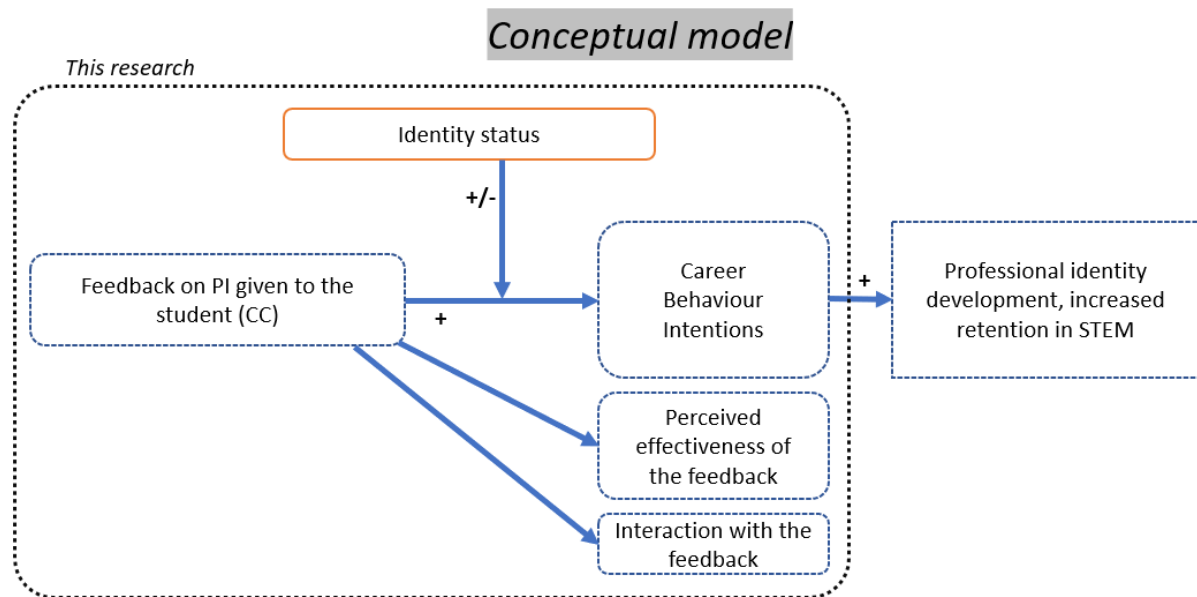 Conceptual model
This research
Identity status
+/-
Feedback on PI given to the
student (CC)
+
Career
Behaviour
Intentions
+
Professional identity
development, increased
retention in STEM
Perceived
effectiveness of
the feedback
Interaction with the
feedback